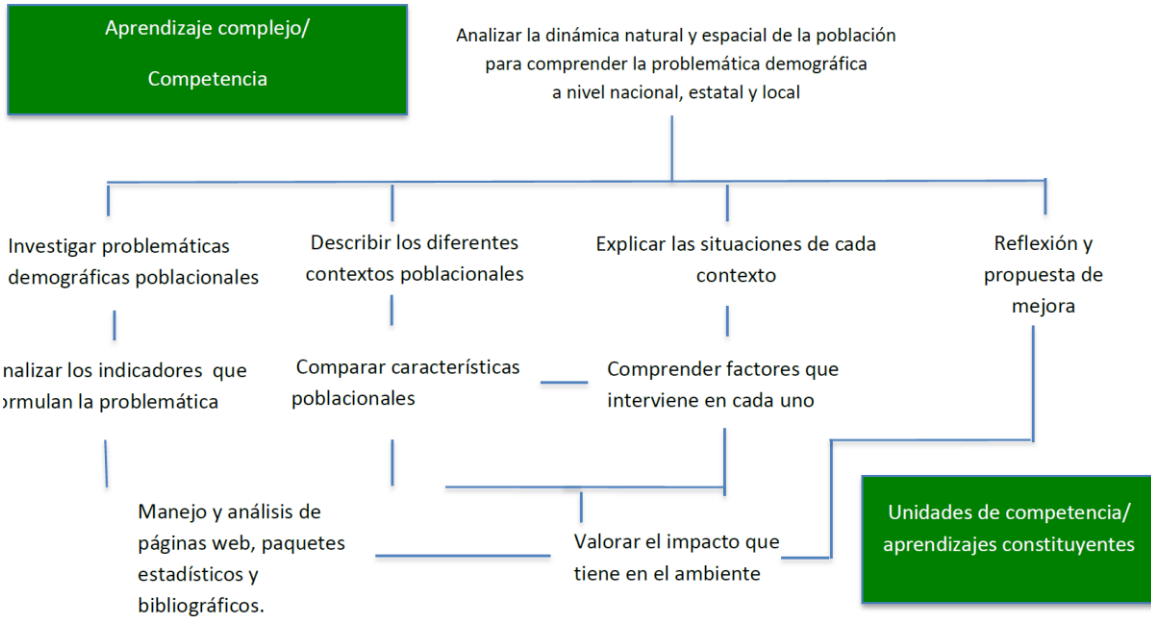 Aprendizaje complejo/
Competencia
Analizar la dinámica natural y espacial de la población
para comprender la problemática demográfica
a nivel nacional, estatal y local
Investigar problemáticas
demográficas poblacionales
Describir los diferentes
contextos poblacionales
Explicar las situaciones de cada
contexto
Reflexión y
propuesta de
mejora
nalizar los indicadores que
ormulan la problemática
Comparar características
poblacionales
Comprender factores que
interviene en cada uno
Manejo y análisis de
páginas web, paquetes
estadísticos y
bibliográficos.
Valorar el impacto que
tiene en el ambiente
Unidades de competencia/
aprendizajes constituyentes